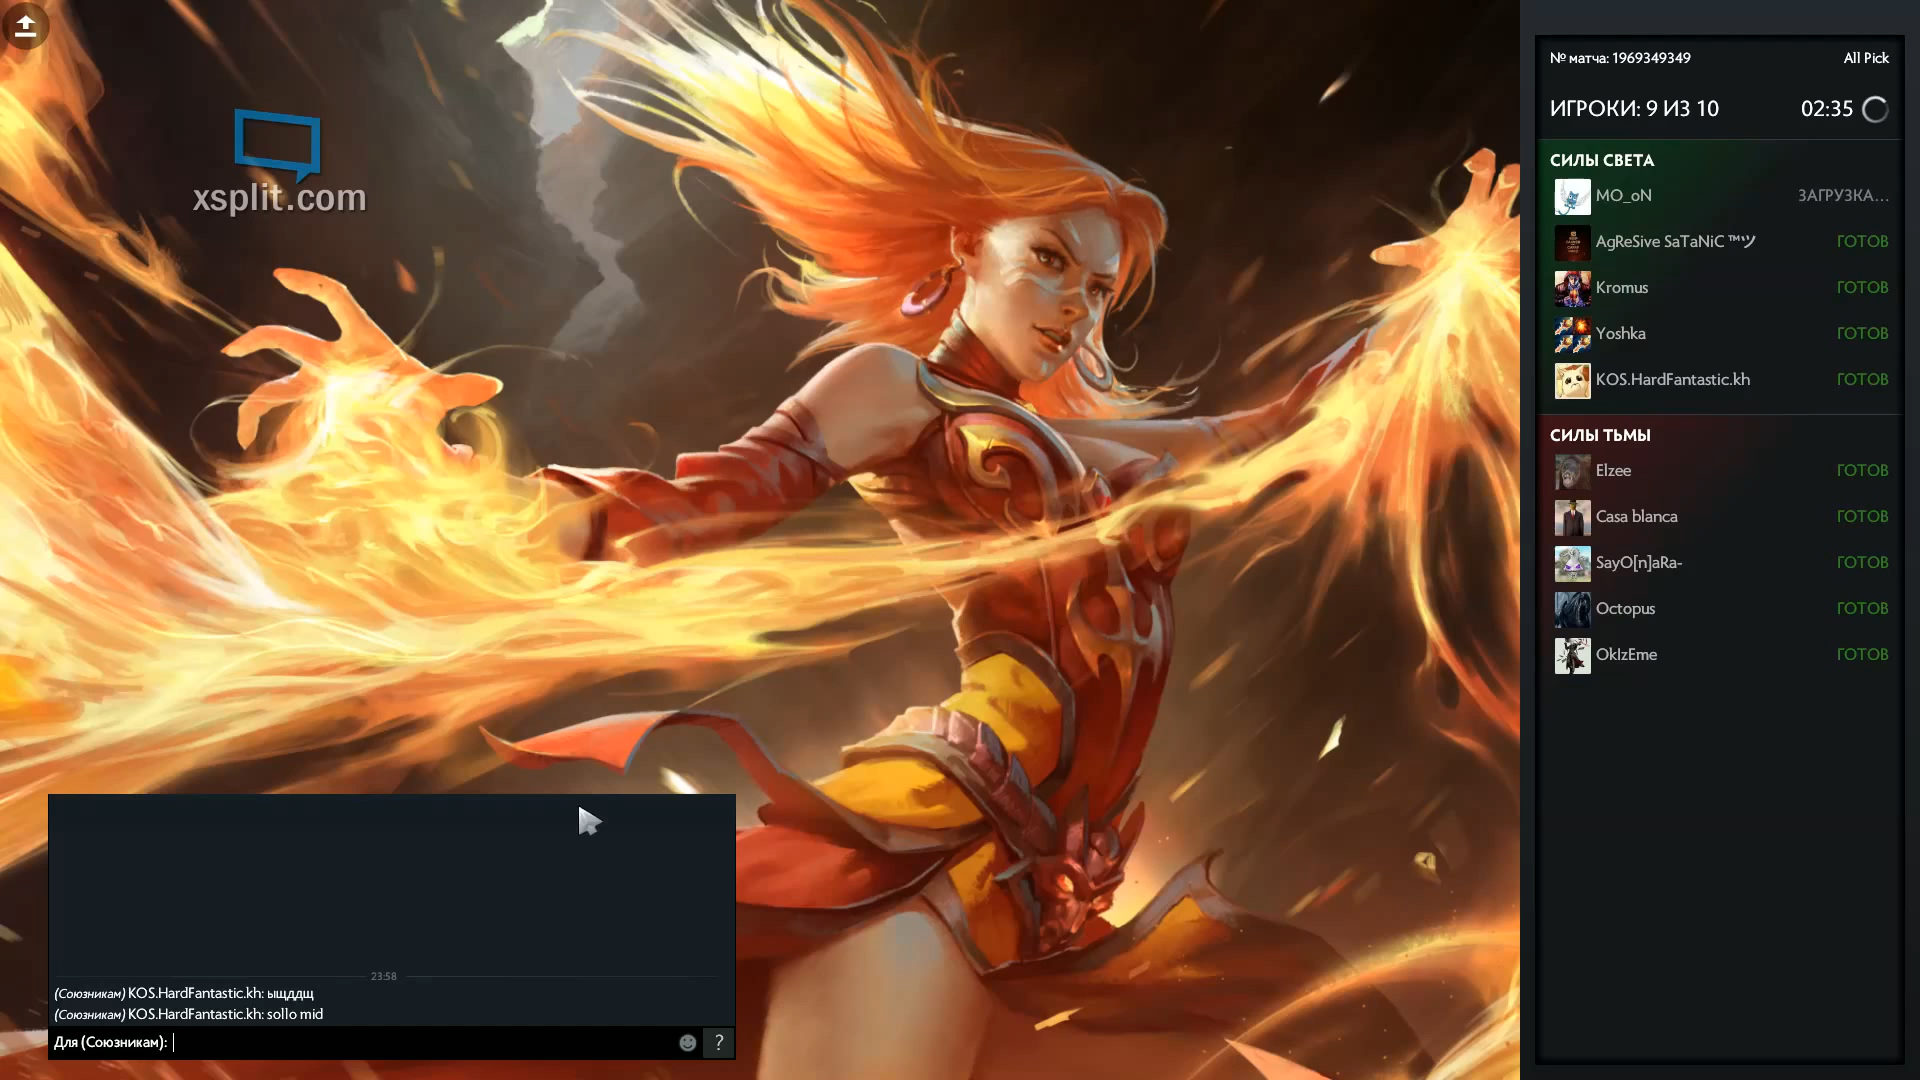 xsplit.com
№ матча: 1969349349 All Pick
ИГРОКИ: 9 ИЗ 10 02:35
СИЛЫ СВЕТА
MO_oN ЗАГРУЗКА...
AgReSive SaTaNiC ™ツ ГОТОВ
Kromus ГОТОВ
Yoshka ГОТОВ
KOS.HardFantastic.kh ГОТОВ
СИЛЫ ТЬМЫ
Elzee ГОТОВ
Casa blanca ГОТОВ
SayO[n]aRa- ГОТОВ
Octopus ГОТОВ
OkIzEme ГОТОВ
23:58
(Союзникам) KOS.HardFantastic.kh: ыщддщ
(Союзникам) KOS.HardFantastic.kh: sollo mid
Для (Союзникам):
?